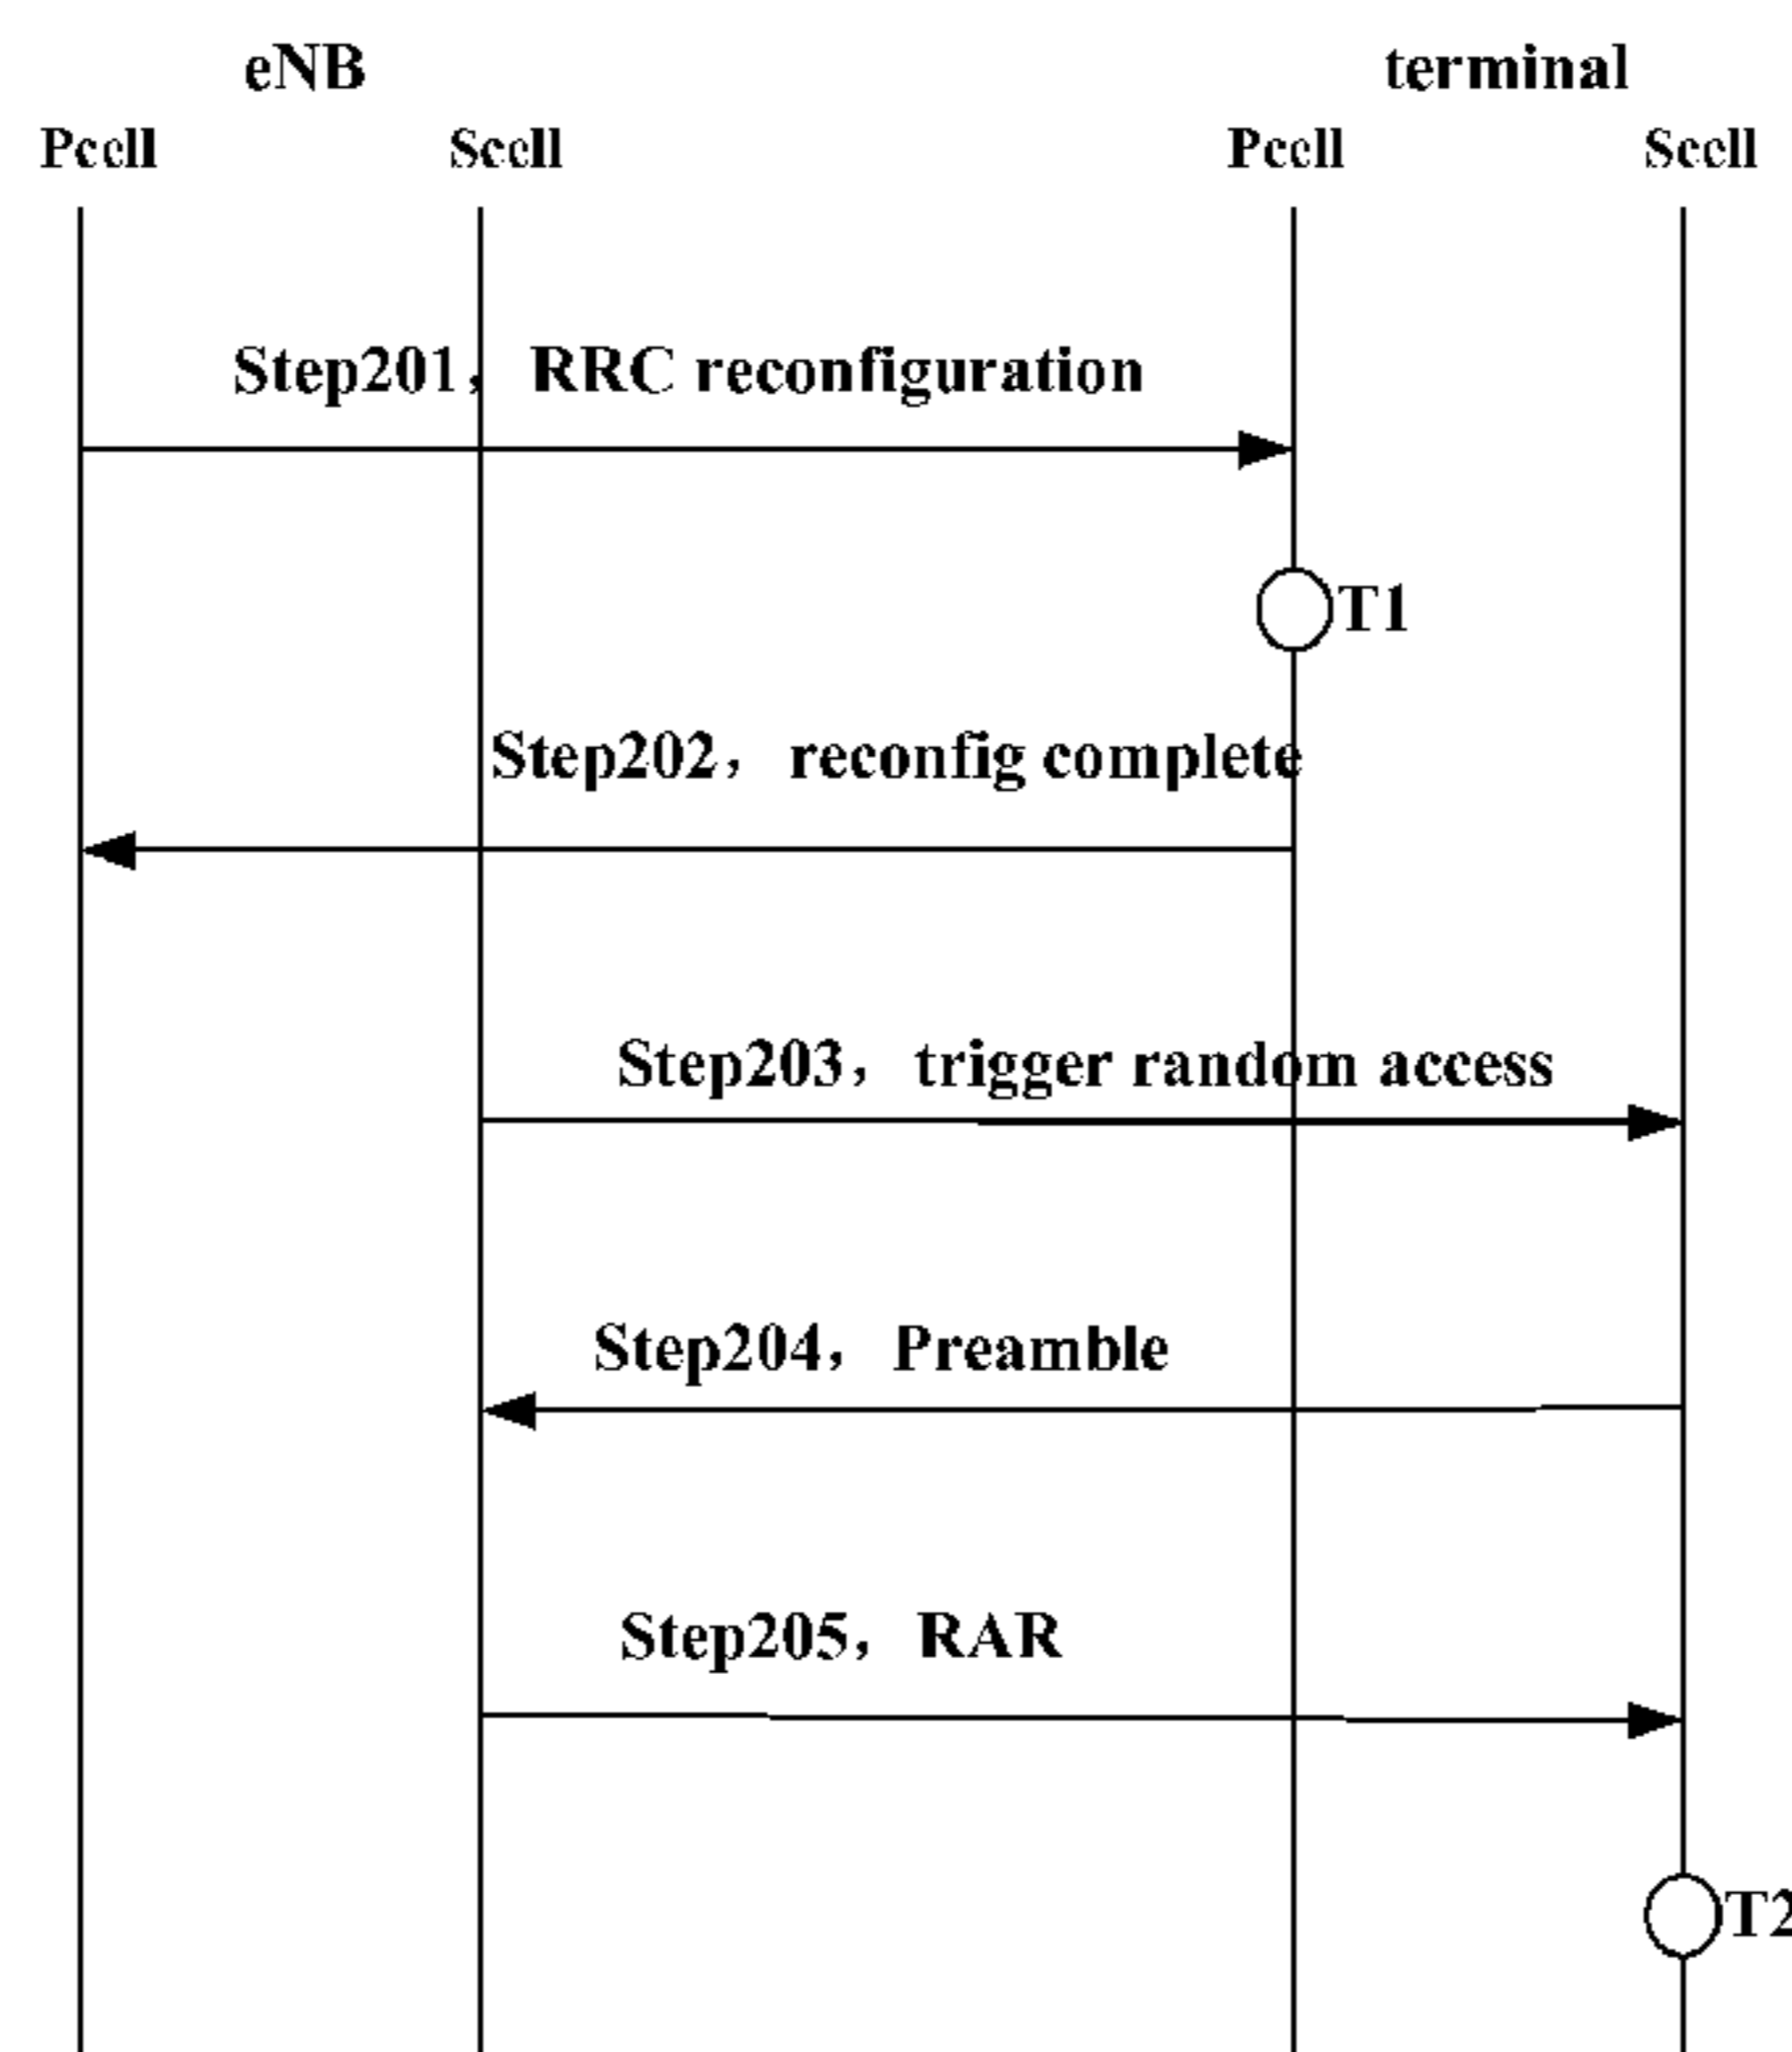 eNB terminal
Pcell Scell Pcell Scell
Step201， RRC reconfiguration
T1
Step202， reconfig complete
Step203， trigger random access
Step204， Preamble
Step205， RAR
T2